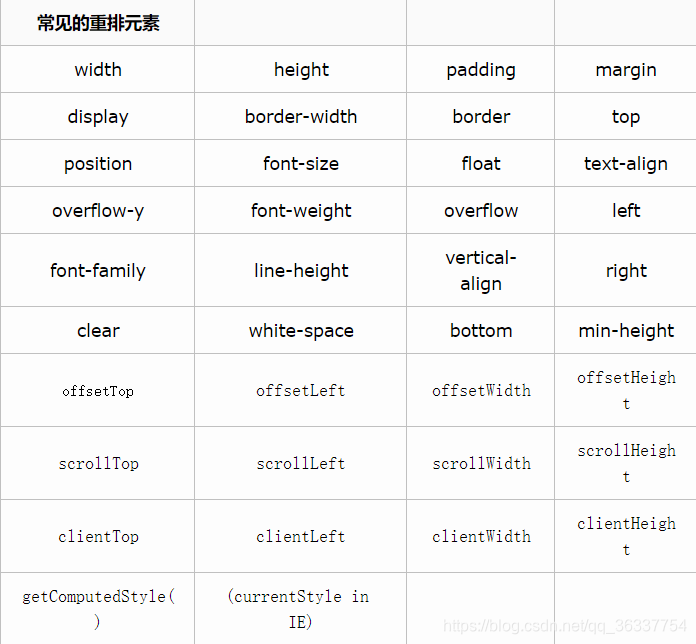 常见的重排元素
width height padding margin
display border-width border top
position font-size float text-align
overflow-y font-weight overflow left
font-family line-height vertical-
align right
clear white-space bottom min-height
offsetTop offsetLeft offsetWidth offsetHeigh
t
scrollTop scrollLeft scrollWidth scrollHeigh
t
clientTop clientLeft clientWidth clientHeigh
t
getComputedStyle( (currentStyle in
) IE)
https://blog.csdn.net/qq_36337754